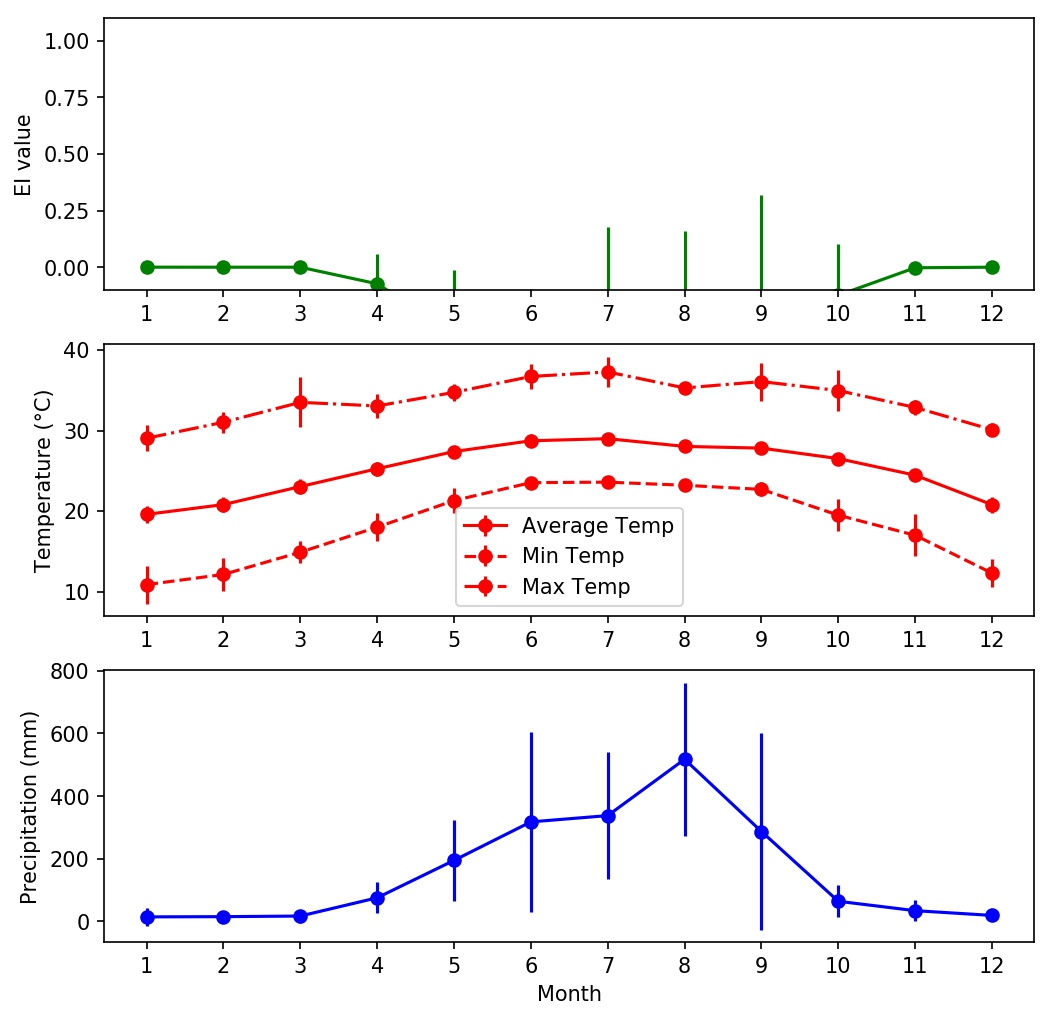 EI value
1.00
0.75
0.50
0.25
0.00
1 2 3 4 5 6 7 8 9 10 11 12
Temperature (°C)
40
30
20
10
Average Temp
Min Temp
Max Temp
1 2 3 4 5 6 7 8 9 10 11 12
Precipitation (mm)
800
600
400
200
0
1 2 3 4 5 6 7 8 9 10 11 12
Month